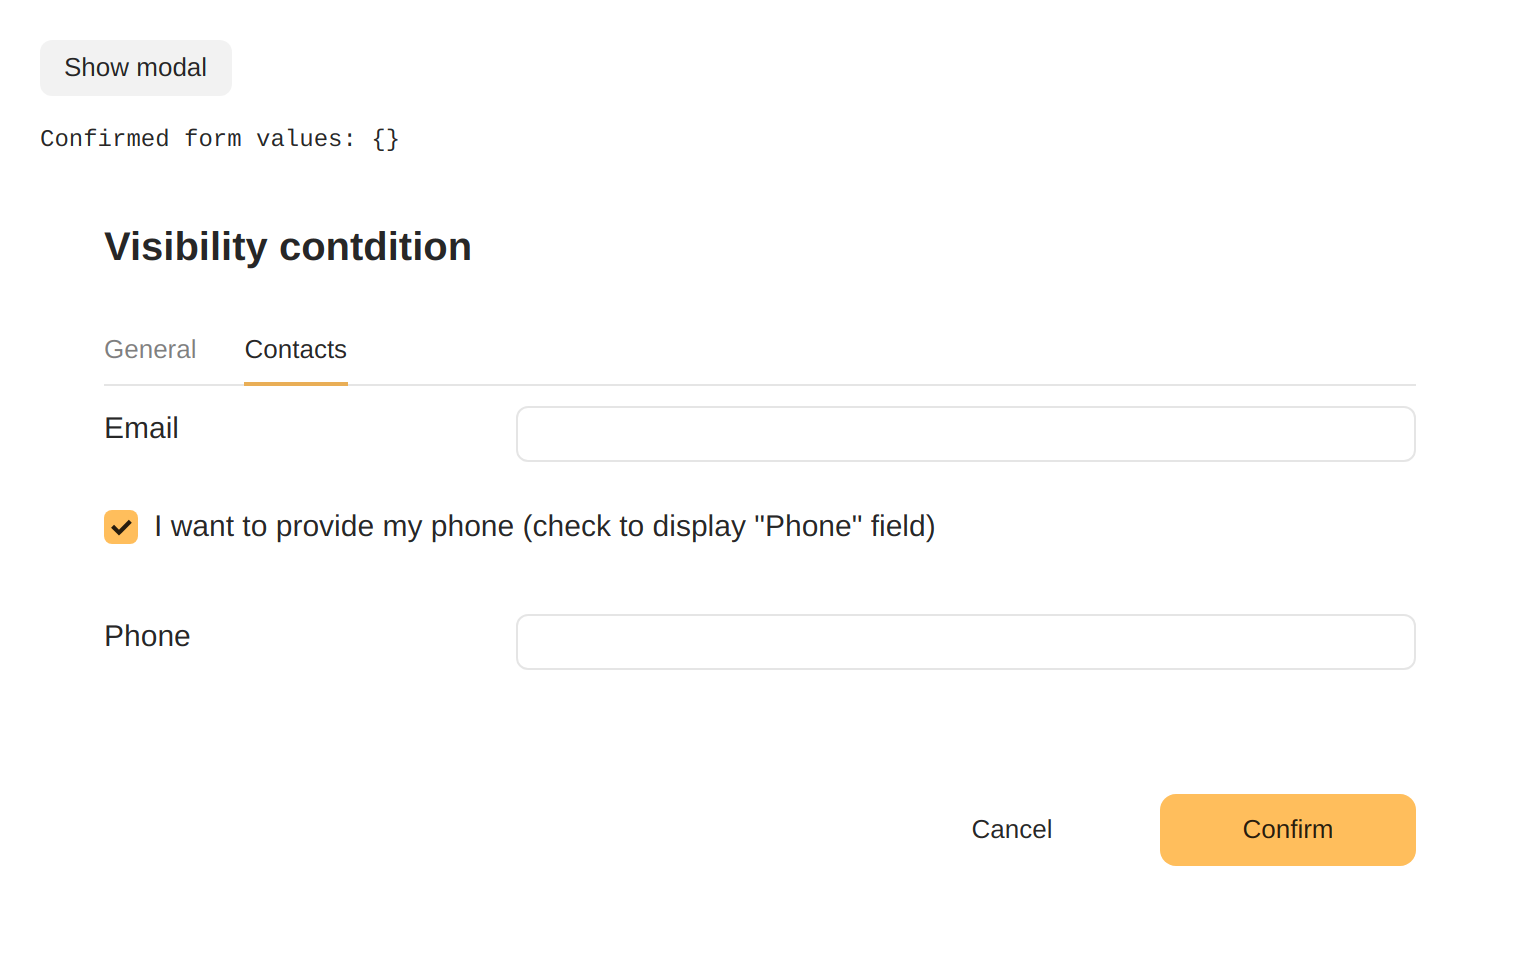 Show modal
Confirmed form values: {}
Visibility contdition
General Contacts
Email
I want to provide my phone (check to display "Phone" field)
Phone
Cancel Confirm